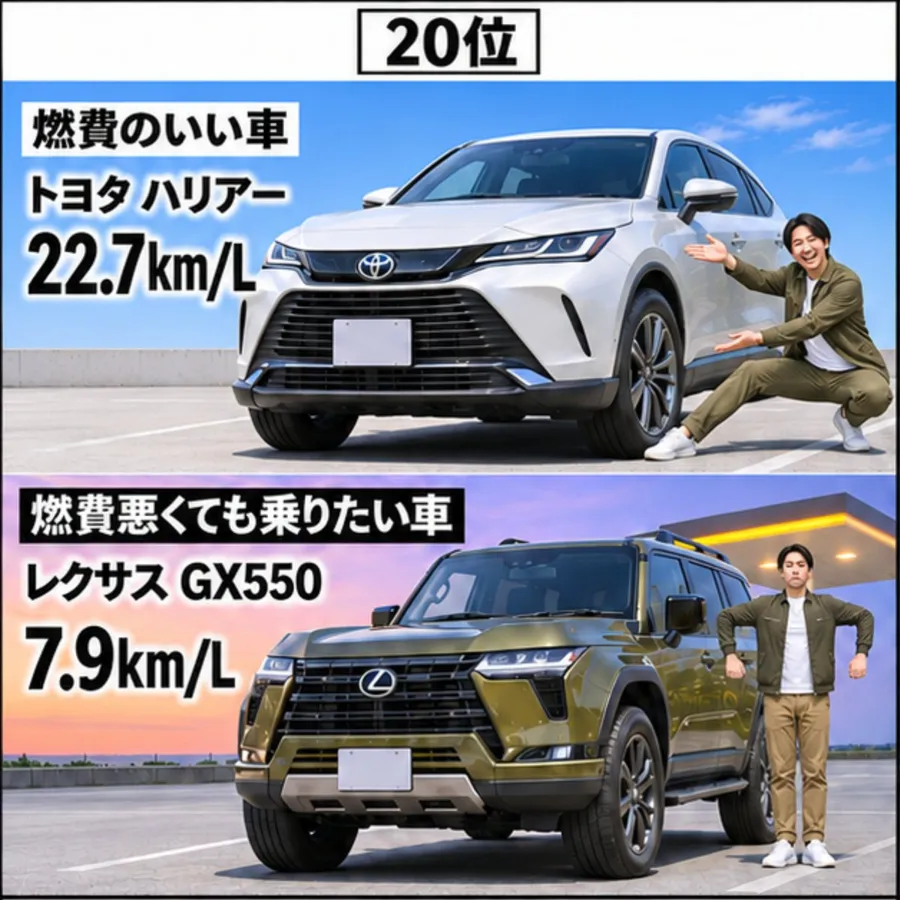 20位
燃費のいい車
トヨタ ハリアー
22.7km/L
燃費悪くても乗りたい車
レクサス GX550
7.9km/L